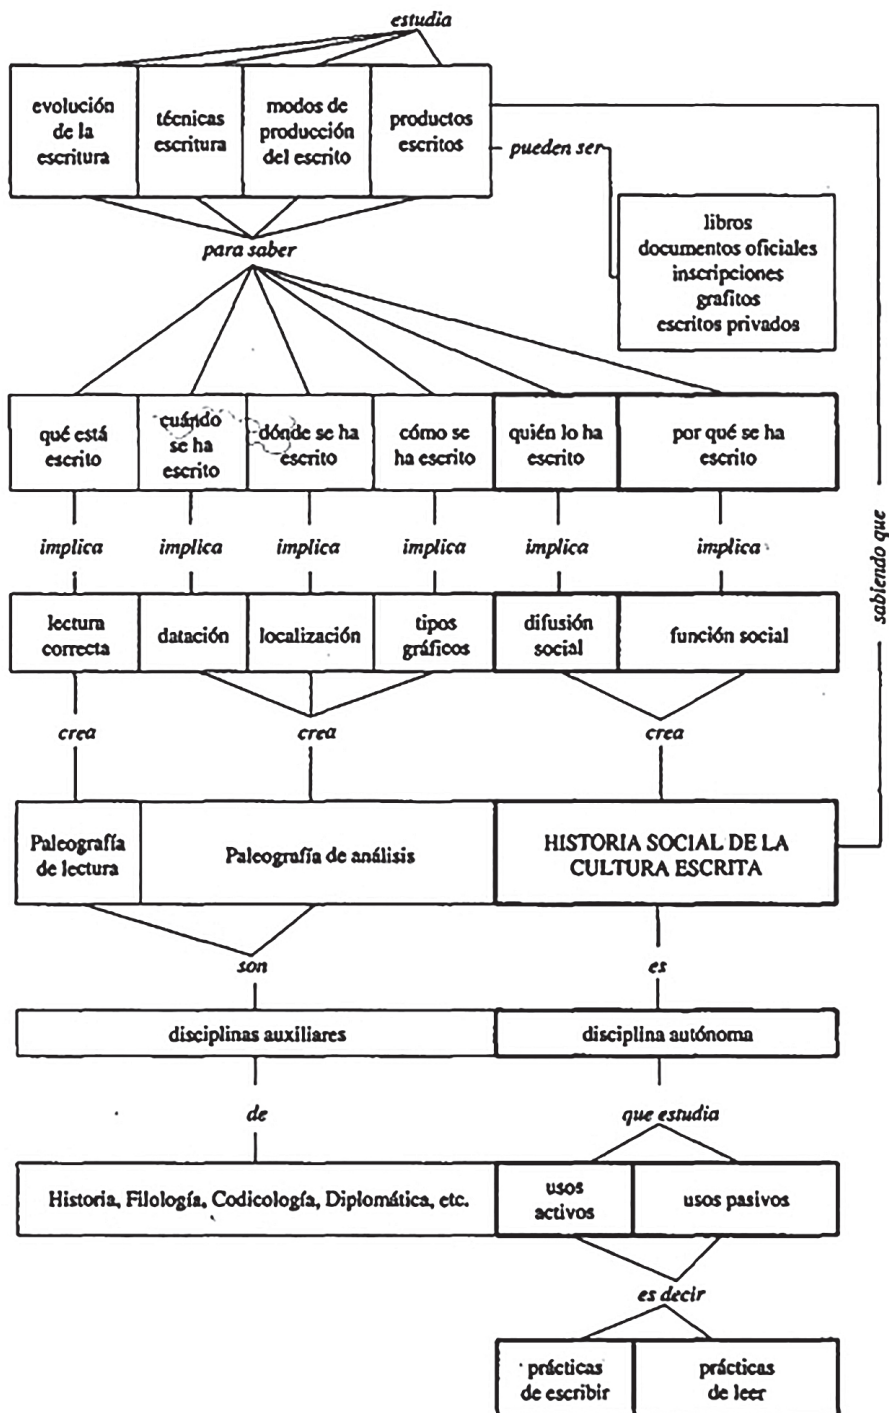 estudia
evolución
de la
escritura
técnicas
escritura
modos de
producción
del escrito
productos
escritos
pueden ser
libros
documentos oficiales
inscripciones
grafitos
escritos privados
para saber
qué está
escrito
cuándo
se ha
escrito
dónde se ha
escrito
cómo se
ha escrito
quién lo ha
escrito
por qué se ha
escrito
sabiendo que
implica
implica
implica
implica
implica
implica
lectura
correcta
datación
localización
tipos
gráficos
difusión
social
función social
crea
crea
crea
Paleografía
de lectura
Paleografía de análisis
HISTORIA SOCIAL DE LA
CULTURA ESCRITA
son
es
disciplinas auxiliares
disciplina autónoma
de
que estudia
Historia, Filología, Codicología, Diplomática, etc.
usos
activos
usos pasivos
es decir
prácticas
de escribir
prácticas
de leer